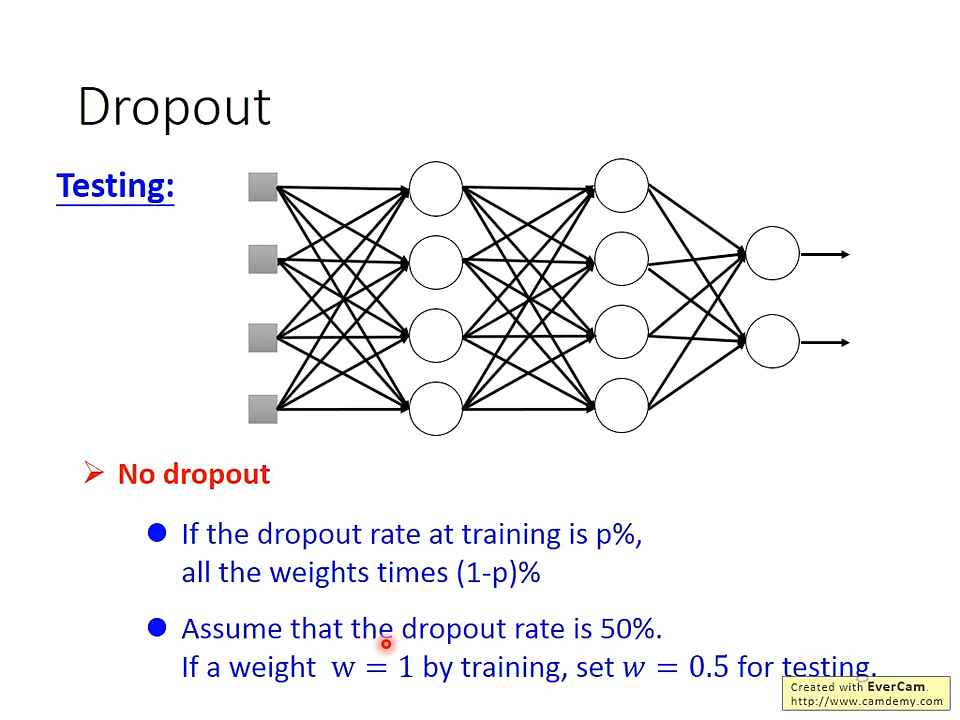 Dropout
Testing:
No dropout
If the dropout rate at training is p%,
all the weights times (1-p)%
Assume that the dropout rate is 50%.
If a weight w = 1 by training, set w = 0.5 for testing.
Created with EverCam.
http://www.camdemy.com